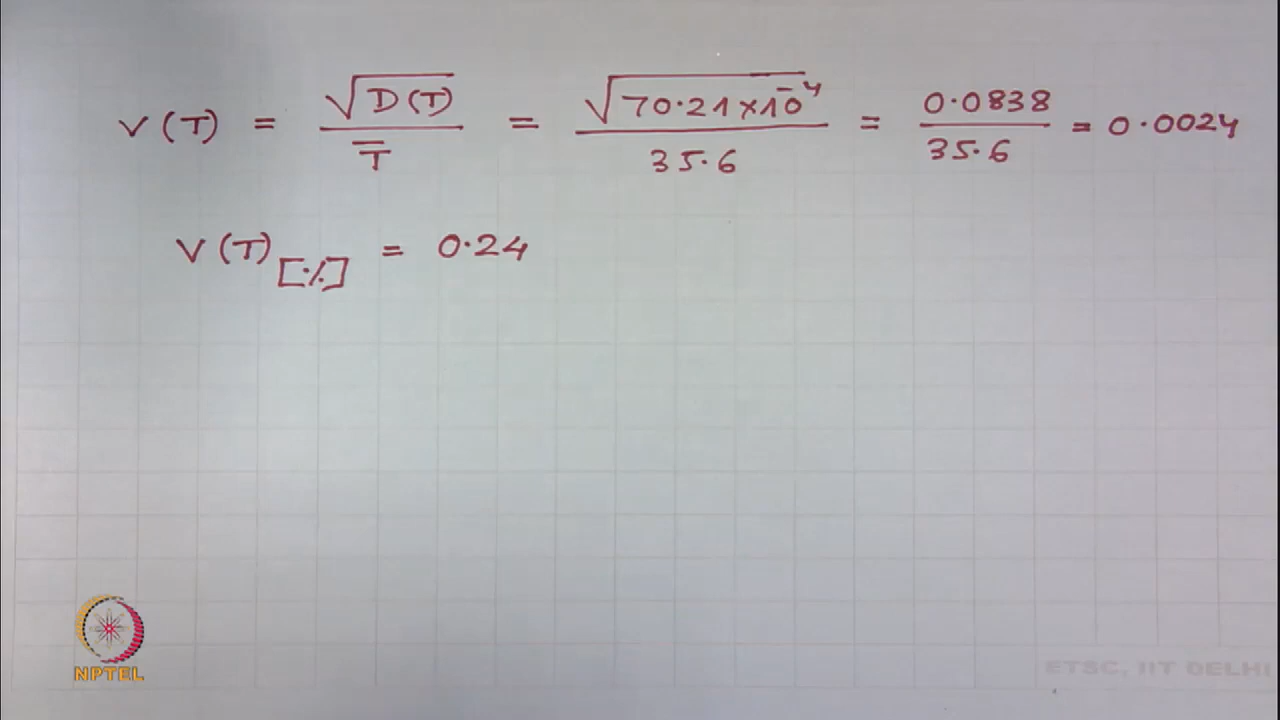 V(T) = √D(T) / T̿ = √70.21×10⁻⁴ / 35.6 = 0.0838 / 35.6 = 0.0024
V(T)[%] = 0.24
NPTEL
ETSC, IIT DELHI